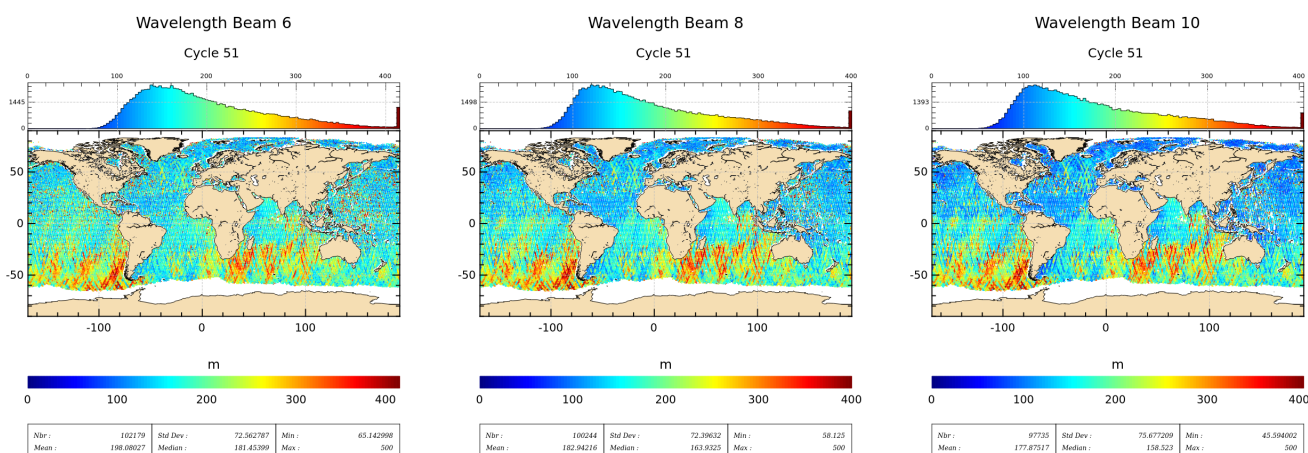 Wavelength Beam 6
Cycle 51
0 100 200 300 400
1445
0
50
0
-50
-100 0 100
m
0 100 200 300 400
Nbr : 102179 Std Dev : 72.562787 Min : 65.142998
Mean : 198.08027 Median : 181.45399 Max : 500
Wavelength Beam 8
Cycle 51
0 100 200 300 400
1498
0
50
0
-50
-100 0 100
m
0 100 200 300 400
Nbr : 100244 Std Dev : 72.39632 Min : 58.125
Mean : 182.94216 Median : 163.9325 Max : 500
Wavelength Beam 10
Cycle 51
0 100 200 300 400
1393
0
50
0
-50
-100 0 100
m
0 100 200 300 400
Nbr : 97735 Std Dev : 75.677209 Min : 45.594002
Mean : 177.87517 Median : 158.523 Max : 500